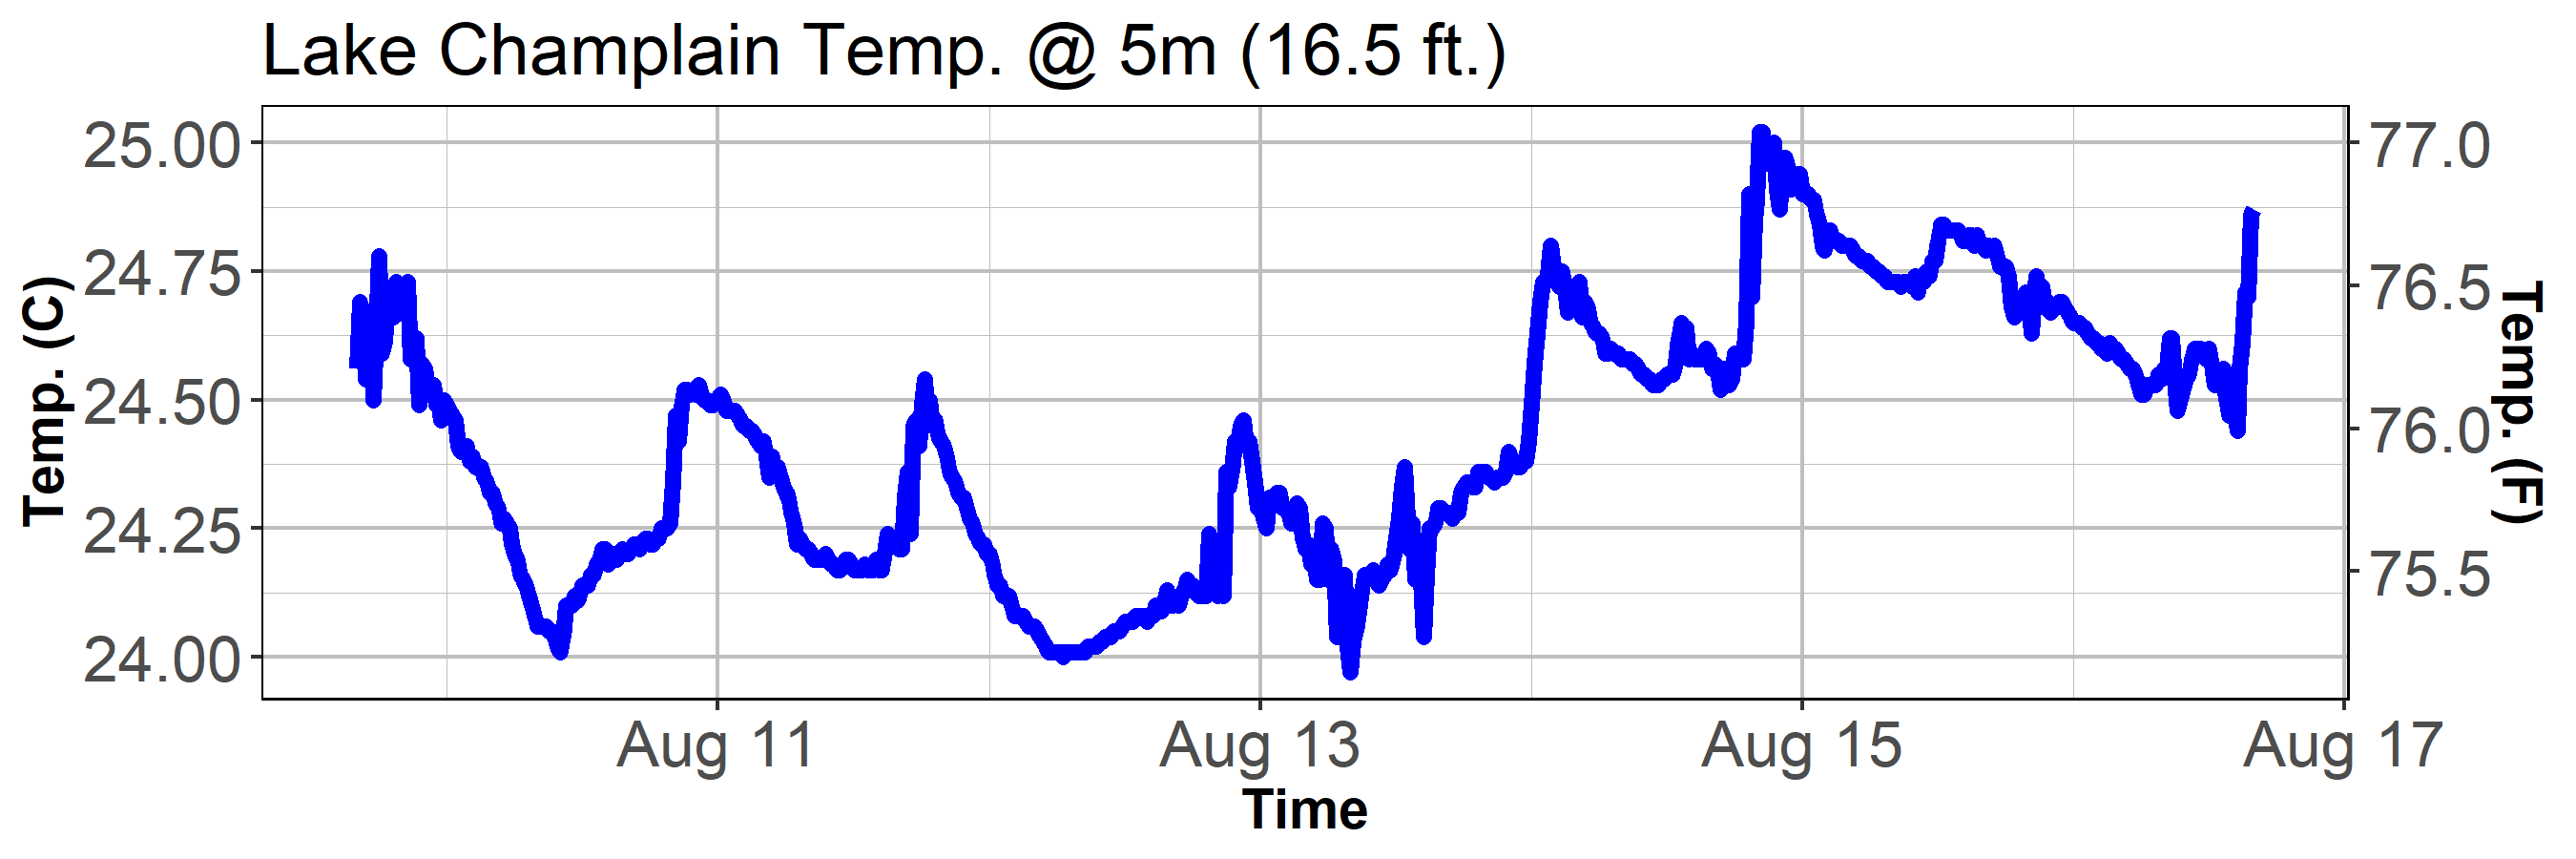 Lake Champlain Temp. @ 5m (16.5 ft.)
Temp. (C)
25.00
24.75
24.50
24.25
24.00
77.0
76.5
76.0
75.5
Temp. (F)
Aug 11
Aug 13
Aug 15
Aug 17
Time